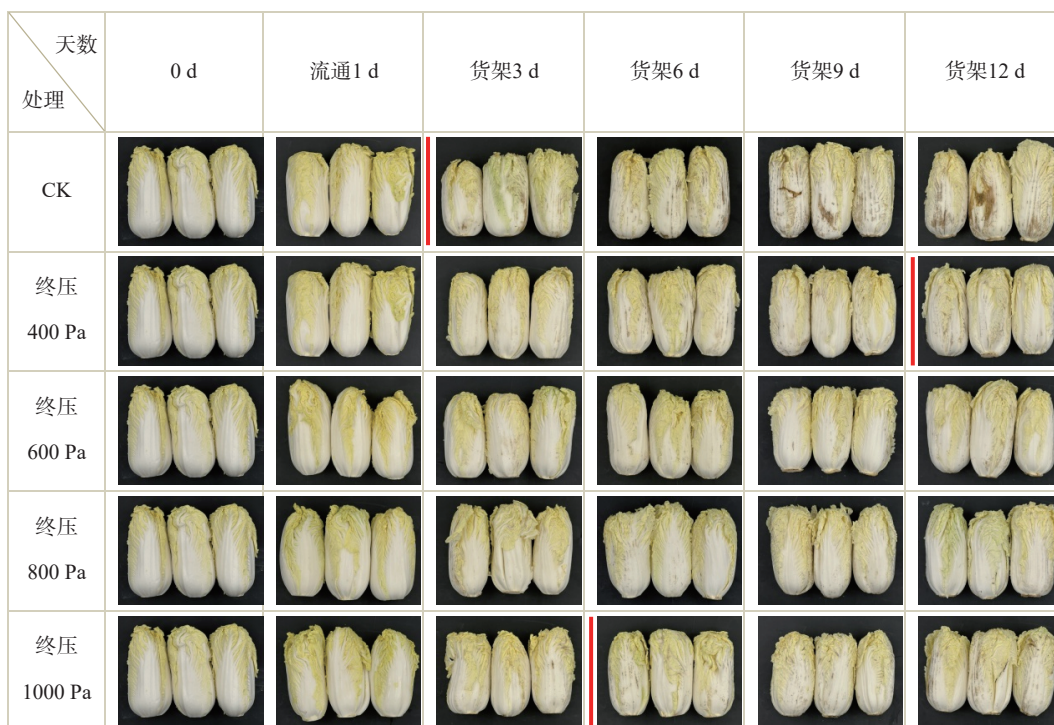 天数
处理
0 d
流通1 d
货架3 d
货架6 d
货架9 d
货架12 d
CK
终压
400 Pa
终压
600 Pa
终压
800 Pa
终压
1000 Pa